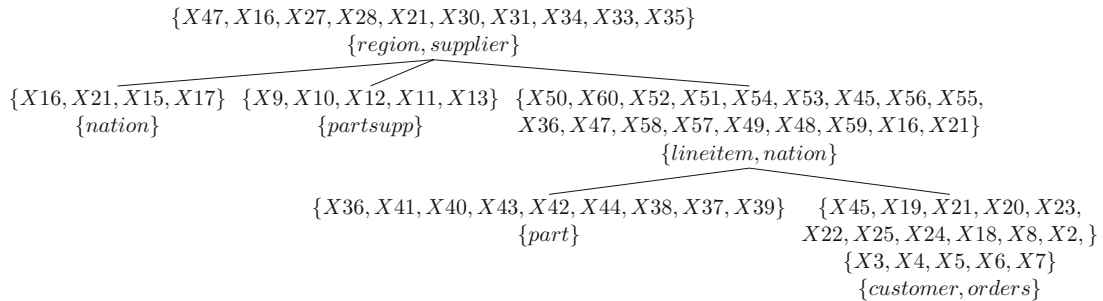 {X47, X16, X27, X28, X21, X30, X31, X34, X33, X35}
{region, supplier}
{X16, X21, X15, X17}
{nation}
{X9, X10, X12, X11, X13}
{partsupp}
{X50, X60, X52, X51, X54, X53, X45, X56, X55,
X36, X47, X58, X57, X49, X48, X59, X16, X21}
{lineitem, nation}
{X36, X41, X40, X43, X42, X44, X38, X37, X39}
{part}
{X45, X19, X21, X20, X23,
X22, X25, X24, X18, X8, X2, }
{X3, X4, X5, X6, X7}
{customer, orders}